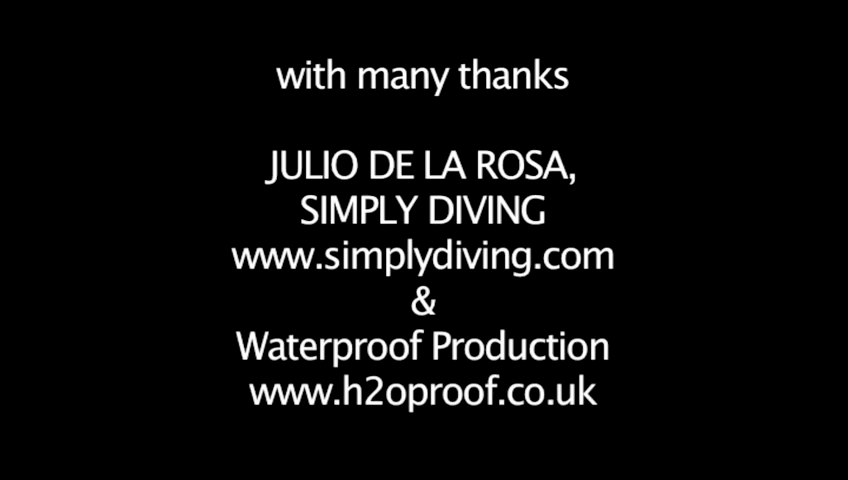 with many thanks
JULIO DE LA ROSA,
SIMPLY DIVING
www.simplydiving.com
&
Waterproof Production
www.h2oproof.co.uk